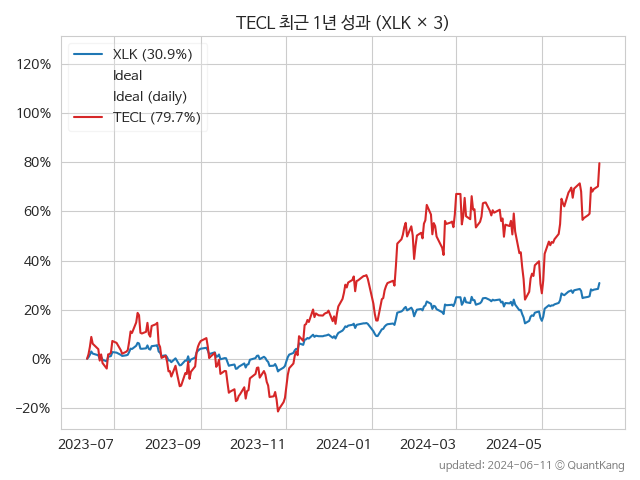 TECL 최근 1년 성과 (XLK × 3)
XLK (30.9%)
Ideal
Ideal (daily)
TECL (79.7%)
120%
100%
80%
60%
40%
20%
0%
−20%
2023-07
2023-09
2023-11
2024-01
2024-03
2024-05
updated: 2024-06-11 © QuantKang